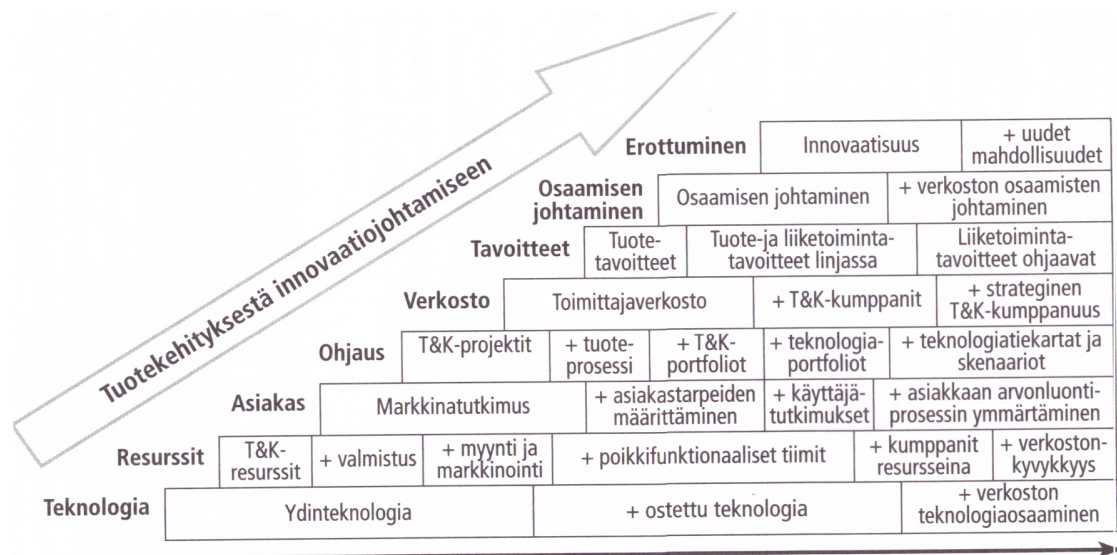 Tuotekehityksestä innovaatiojohtamiseen
Erottuminen
Innovaatisuus
+ uudet
mahdollisuudet
Osaamisen
johtaminen
Osaamisen johtaminen
+ verkoston osaamisten
johtaminen
Tavoitteet
Tuote-
tavoitteet
Tuote-ja liiketoiminta-
tavoitteet linjassa
Liiketoiminta-
tavoitteet ohjaavat
Verkosto
Toimittajaverkosto
+ T&K-kumppanit
+ strateginen
T&K-kumppanuus
Ohjaus
T&K-projektit
+ tuote-
prosessi
+ T&K-
portfoliot
+ teknologia-
portfoliot
+ teknologiatiekartat ja
skenaariot
Asiakas
Markkinatutkimus
+ asiakastarpeiden
määrittäminen
+ käyttäjä-
tutkimukset
+ asiakkaan arvonluonti-
prosessin ymmärtäminen
Resurssit
T&K-
resurssit
+ valmistus
+ myynti ja
markkinointi
+ poikkifunktionaaliset tiimit
+ kumppanit
resursseina
+ verkoston-
kyvykkyys
Teknologia
Ydinteknologia
+ ostettu teknologia
+ verkoston
teknologiaosaaminen